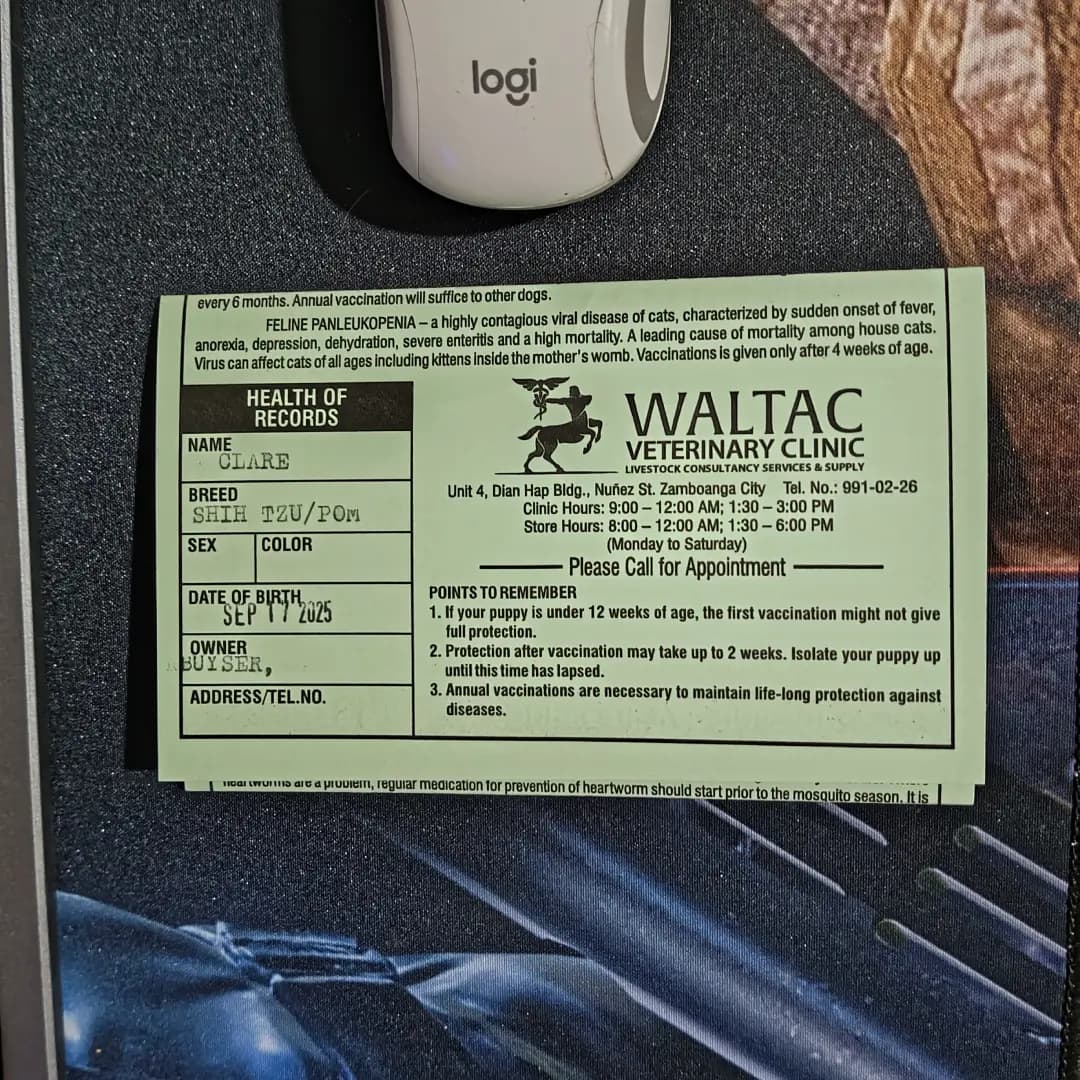 logi
every 6 months. Annual vaccination will suffice to other dogs.
FELINE PANLEUKOPENIA – a highly contagious viral disease of cats, characterized by sudden onset of fever,
anorexia, depression, dehydration, severe enteritis and a high mortality. A leading cause of mortality among house cats.
Virus can affect cats of all ages including kittens inside the mother's womb. Vaccinations is given only after 4 weeks of age.
HEALTH OF
RECORDS
NAME
CLARE
BREED
SHIH TZU/POM
SEX COLOR
DATE OF BIRTH
SEP 17 2025
OWNER
BUYSER,
ADDRESS/TEL.NO.
WALTAC
VETERINARY CLINIC
LIVESTOCK CONSULTANCY SERVICES & SUPPLY
Unit 4, Dian Hap Bldg., Nuñez St. Zamboanga City Tel. No.: 991-02-26
Clinic Hours: 9:00 – 12:00 AM; 1:30 – 3:00 PM
Store Hours: 8:00 – 12:00 AM; 1:30 – 6:00 PM
(Monday to Saturday)
Please Call for Appointment
POINTS TO REMEMBER
1. If your puppy is under 12 weeks of age, the first vaccination might not give
full protection.
2. Protection after vaccination may take up to 2 weeks. Isolate your puppy up
until this time has lapsed.
3. Annual vaccinations are necessary to maintain life-long protection against
diseases.
heartworms are a problem, regular medication for prevention of heartworm should start prior to the mosquito season. It is